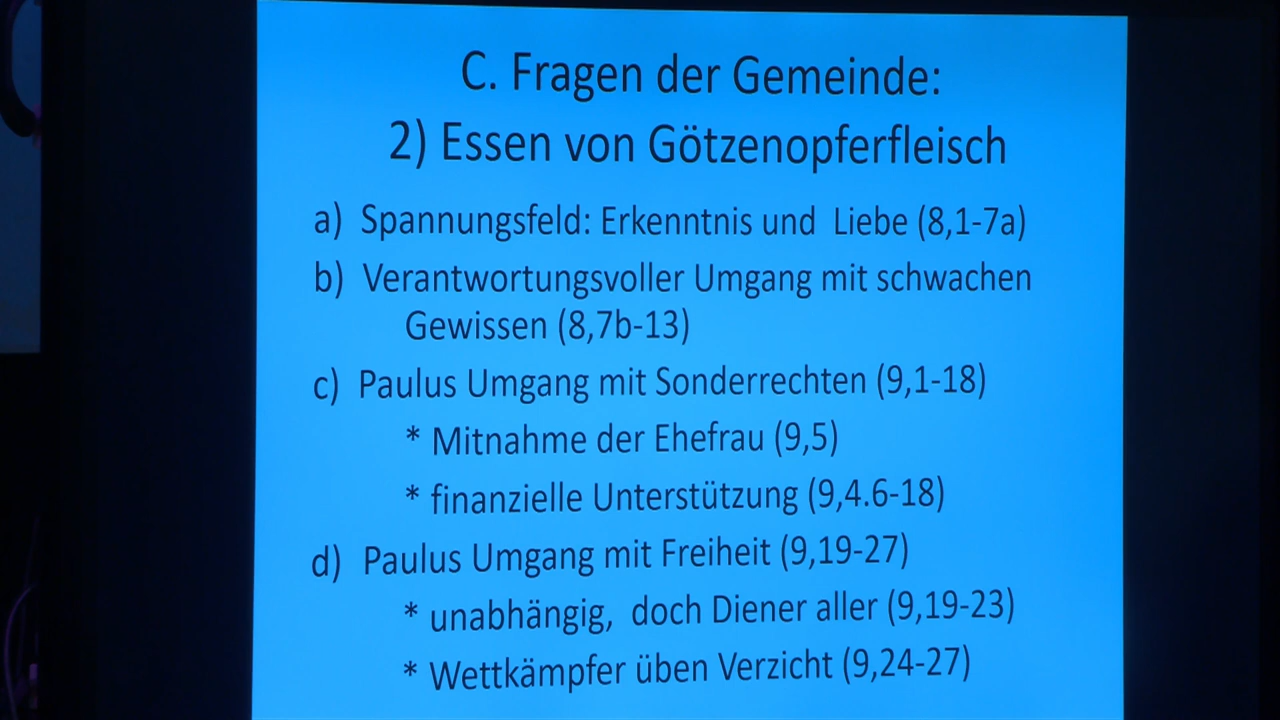 C. Fragen der Gemeinde:
2) Essen von Götzenopferfleisch
a) Spannungsfeld: Erkenntnis und Liebe (8,1-7a)
b) Verantwortungsvoller Umgang mit schwachen
Gewissen (8,7b-13)
c) Paulus Umgang mit Sonderrechten (9,1-18)
* Mitnahme der Ehefrau (9,5)
* finanzielle Unterstützung (9,4.6-18)
d) Paulus Umgang mit Freiheit (9,19-27)
* unabhängig, doch Diener aller (9,19-23)
* Wettkämpfer üben Verzicht (9,24-27)